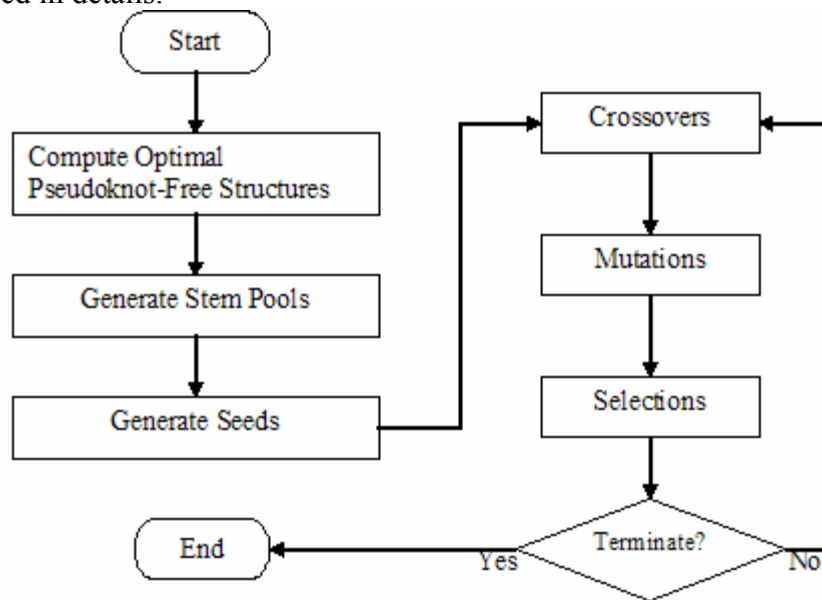 ed in details.
Start
Compute Optimal
Pseudoknot-Free Structures
Generate Stem Pools
Generate Seeds
End
Crossovers
Mutations
Selections
Terminate?
Yes
No